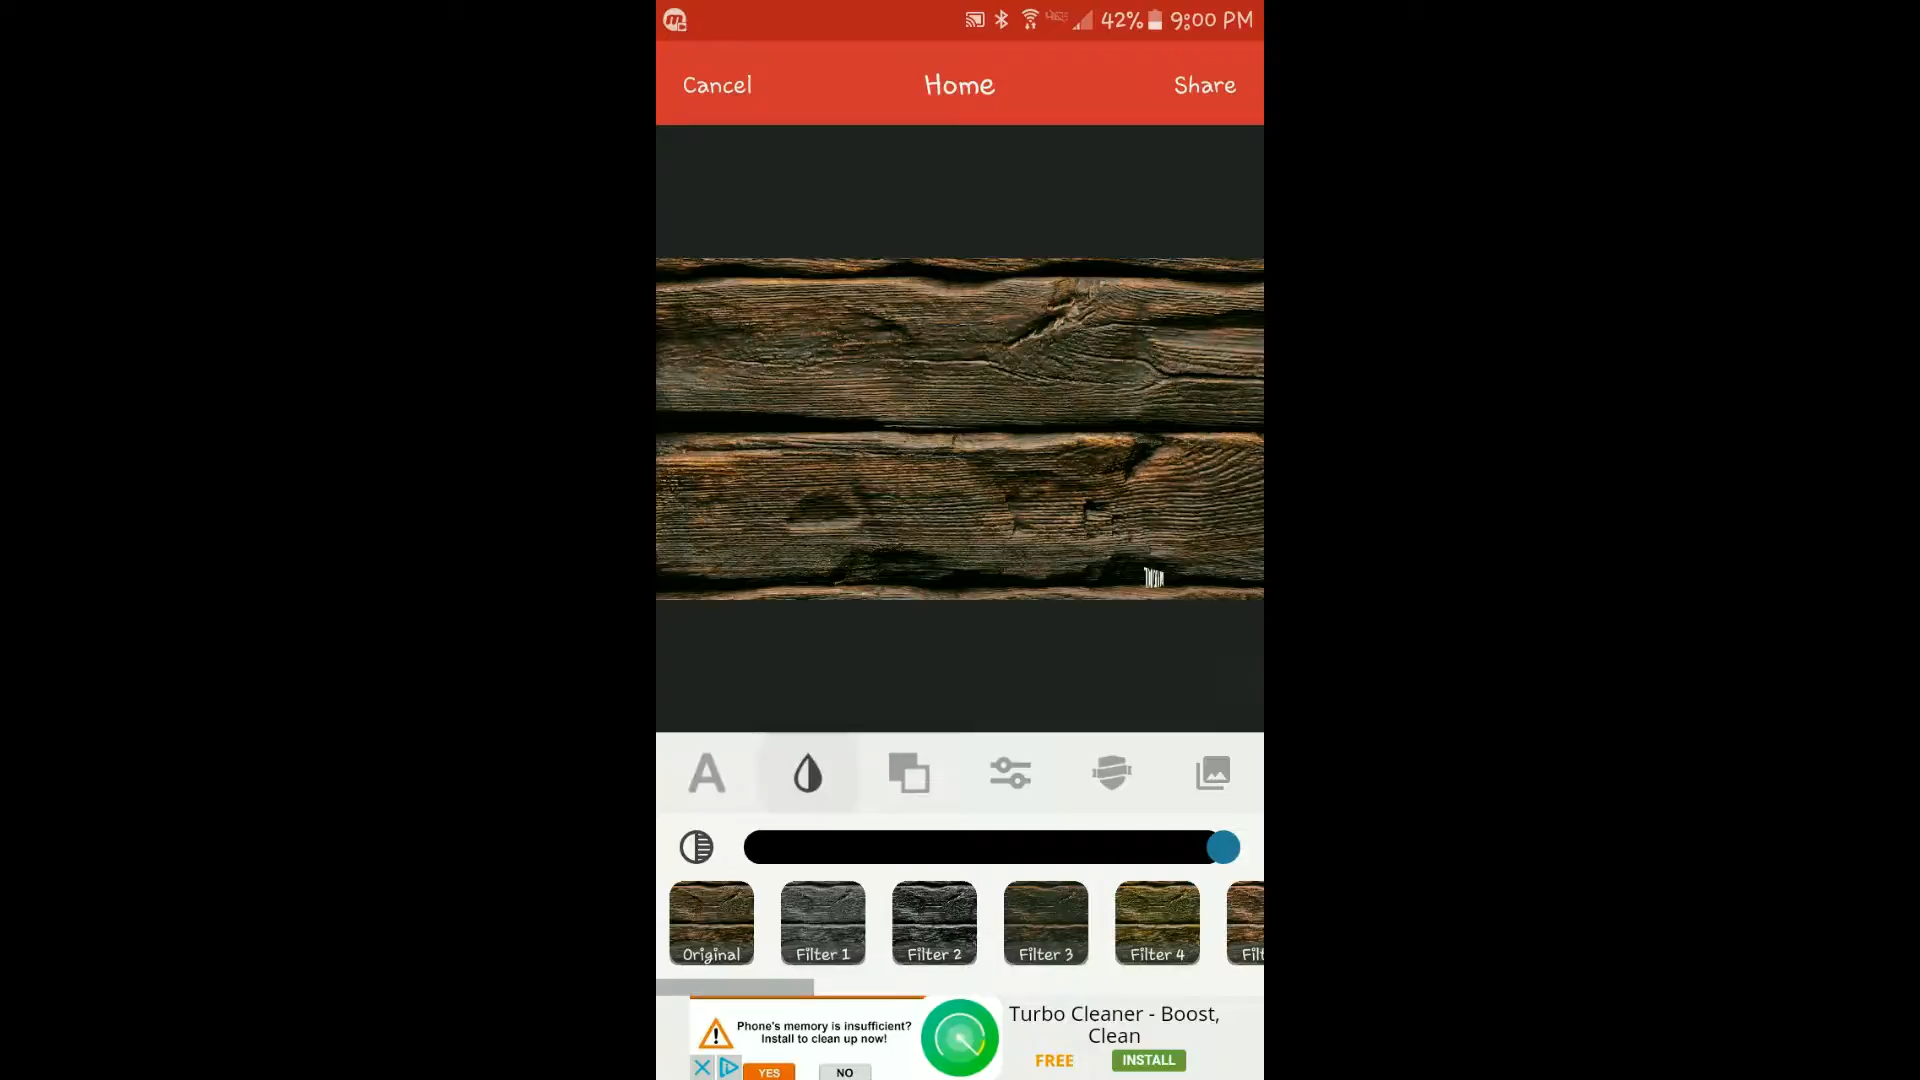 42% 9:00 PM
Cancel Home Share
Original Filter 1 Filter 2 Filter 3 Filter 4 Filt
Phone's memory is insufficient?
Install to clean up now!
YES NO
Turbo Cleaner - Boost,
Clean
FREE INSTALL